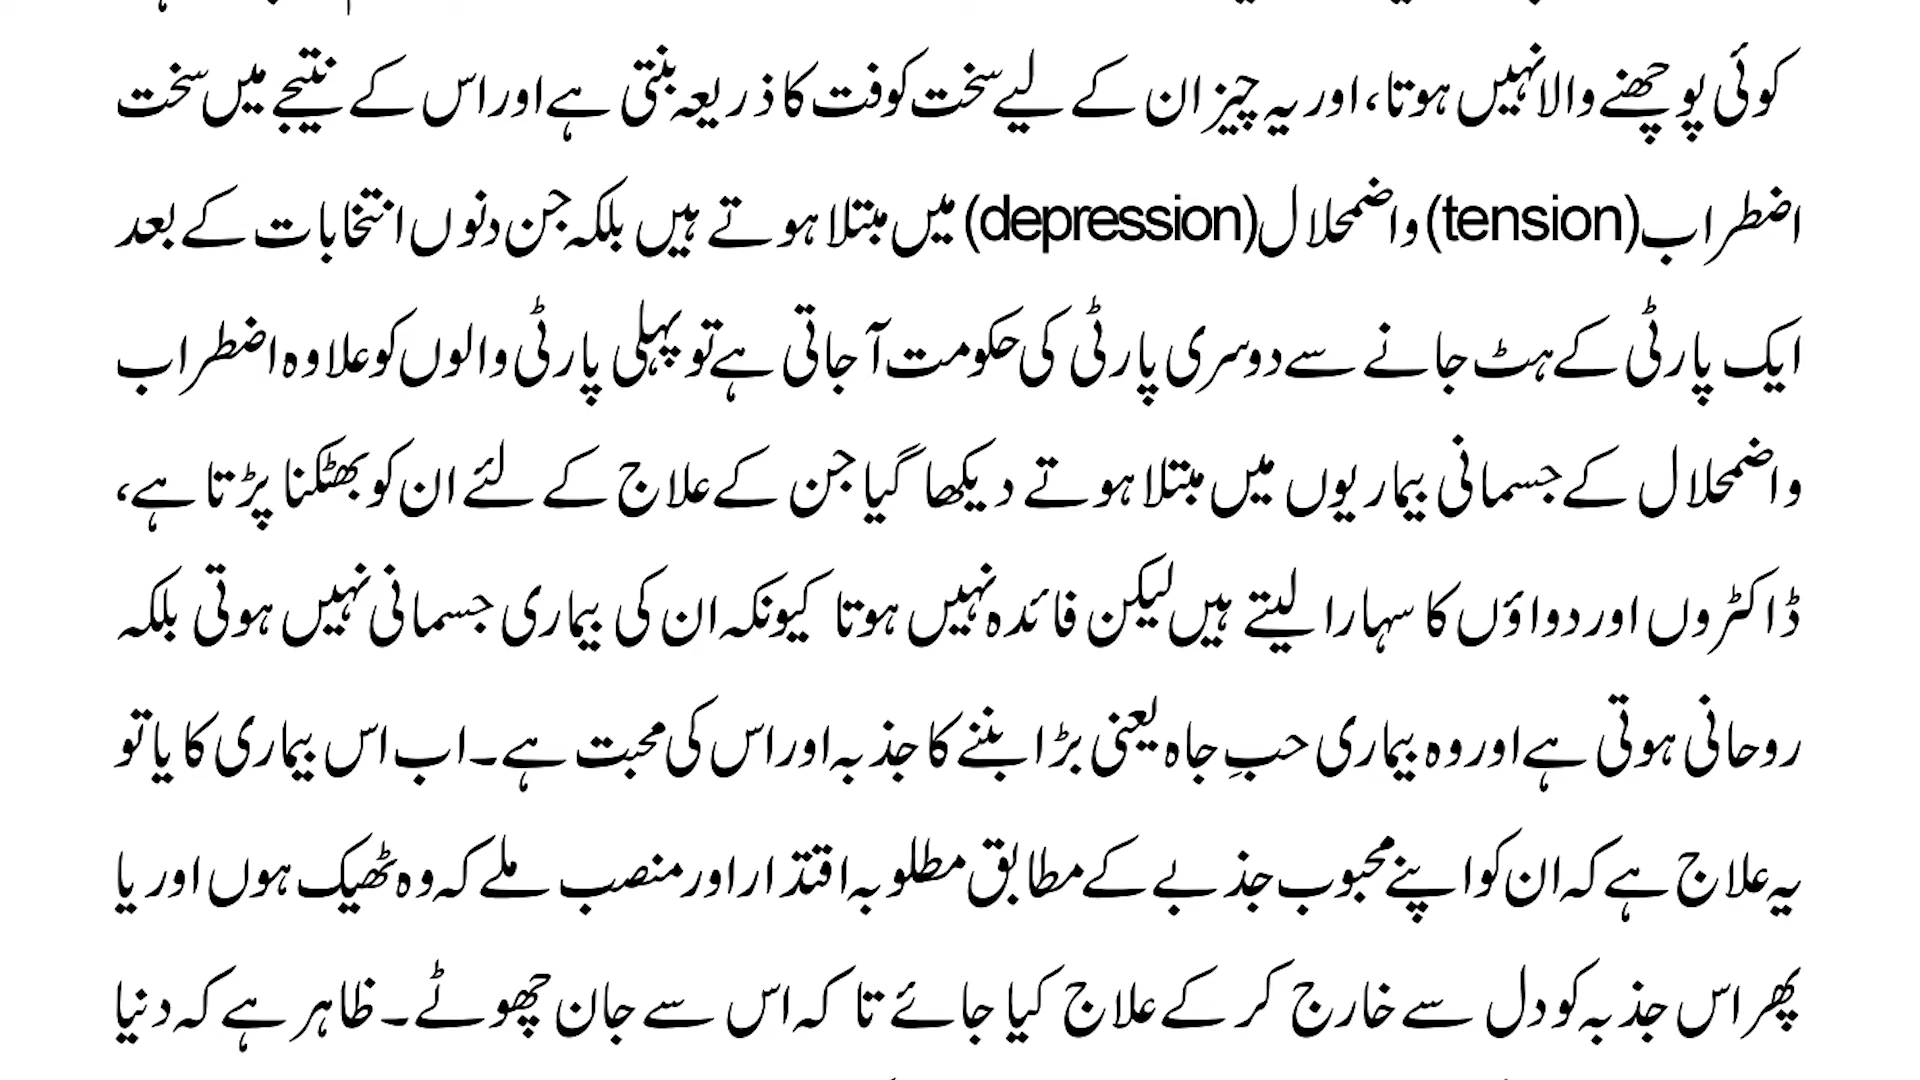 کوئی پوچھنے والا نہیں ہوتا، اور یہ چیز ان کے لیے سخت کوفت کا ذریعہ بنتی ہے اور اس کے نتیجے میں سخت
اضطراب (tension) واضمحلال (depression) میں مبتلا ہوتے ہیں بلکہ جن دنوں انتخابات کے بعد
ایک پارٹی کے ہٹ جانے سے دوسری پارٹی کی حکومت آ جاتی ہے تو پہلی پارٹی والوں کو علاوہ اضطراب
واضمحلال کے جسمانی بیماریوں میں مبتلا ہوتے دیکھا گیا جن کے علاج کے لئے ان کو بھٹکنا پڑتا ہے،
ڈاکٹروں اور دواؤں کا سہارا لیتے ہیں لیکن فائدہ نہیں ہوتا کیونکہ ان کی بیماری جسمانی نہیں ہوتی بلکہ
روحانی ہوتی ہے اور وہ بیماری حبِ جاہ یعنی بڑا بننے کا جذبہ اور اس کی محبت ہے۔ اب اس بیماری کا یا تو
یہ علاج ہے کہ ان کو اپنے محبوب جذبے کے مطابق مطلوبہ اقتدار اور منصب ملے کہ وہ ٹھیک ہوں اور یا
پھر اس جذبہ کو دل سے خارج کر کے علاج کیا جائے تا کہ اس سے جان چھوٹے۔ ظاہر ہے کہ دنیا